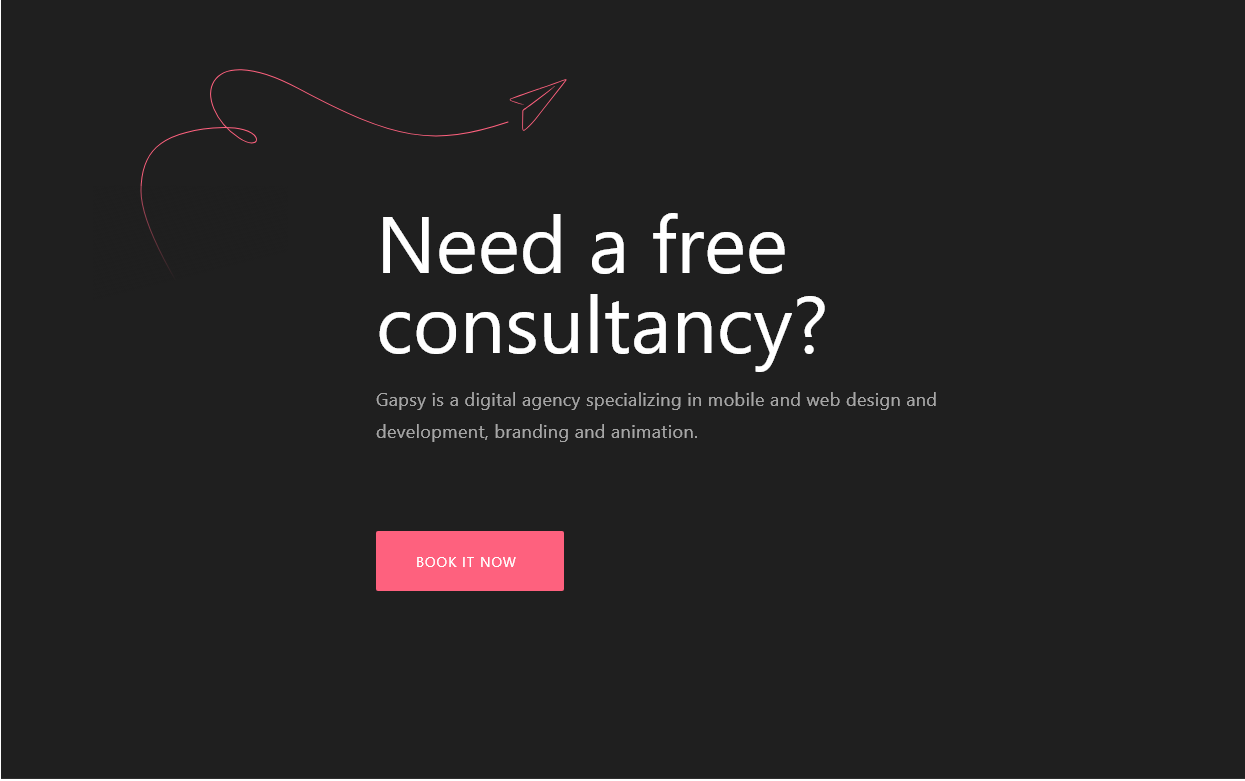 Need a free
consultancy?
Gapsy is a digital agency specializing in mobile and web design and
development, branding and animation.
BOOK IT NOW